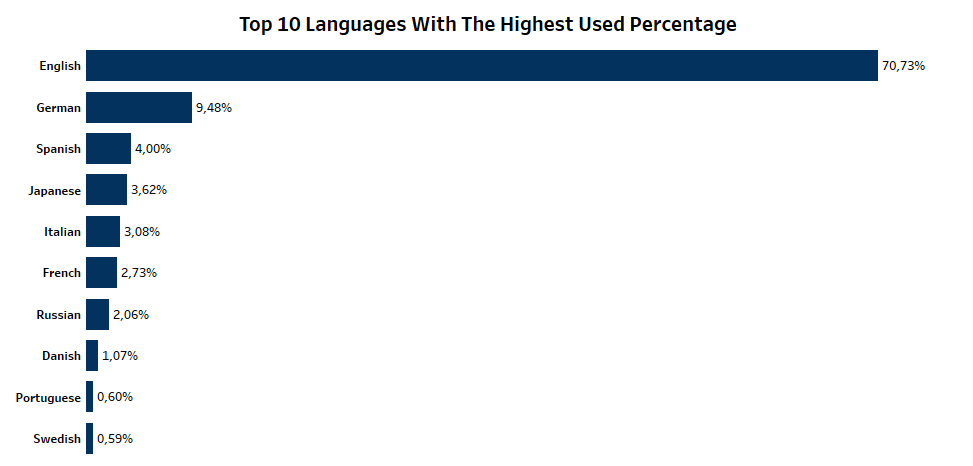 Top 10 Languages With The Highest Used Percentage
English 70,73%
German 9,48%
Spanish 4,00%
Japanese 3,62%
Italian 3,08%
French 2,73%
Russian 2,06%
Danish 1,07%
Portuguese 0,60%
Swedish 0,59%